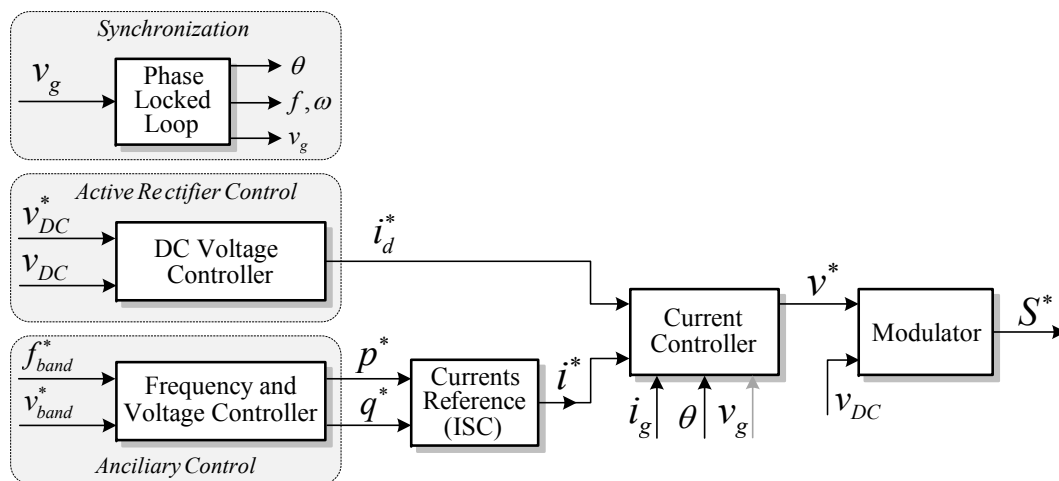 Synchronization
v_g
Phase
Locked
Loop
θ
f, ω
v_g
Active Rectifier Control
v*_DC
v_DC
DC Voltage
Controller
i*_d
Anciliary Control
f*_band
v*_band
Frequency and
Voltage Controller
p*
q*
Currents
Reference
(ISC)
i*
Current
Controller
i_g
θ
v_g
v*
Modulator
v_DC
S*